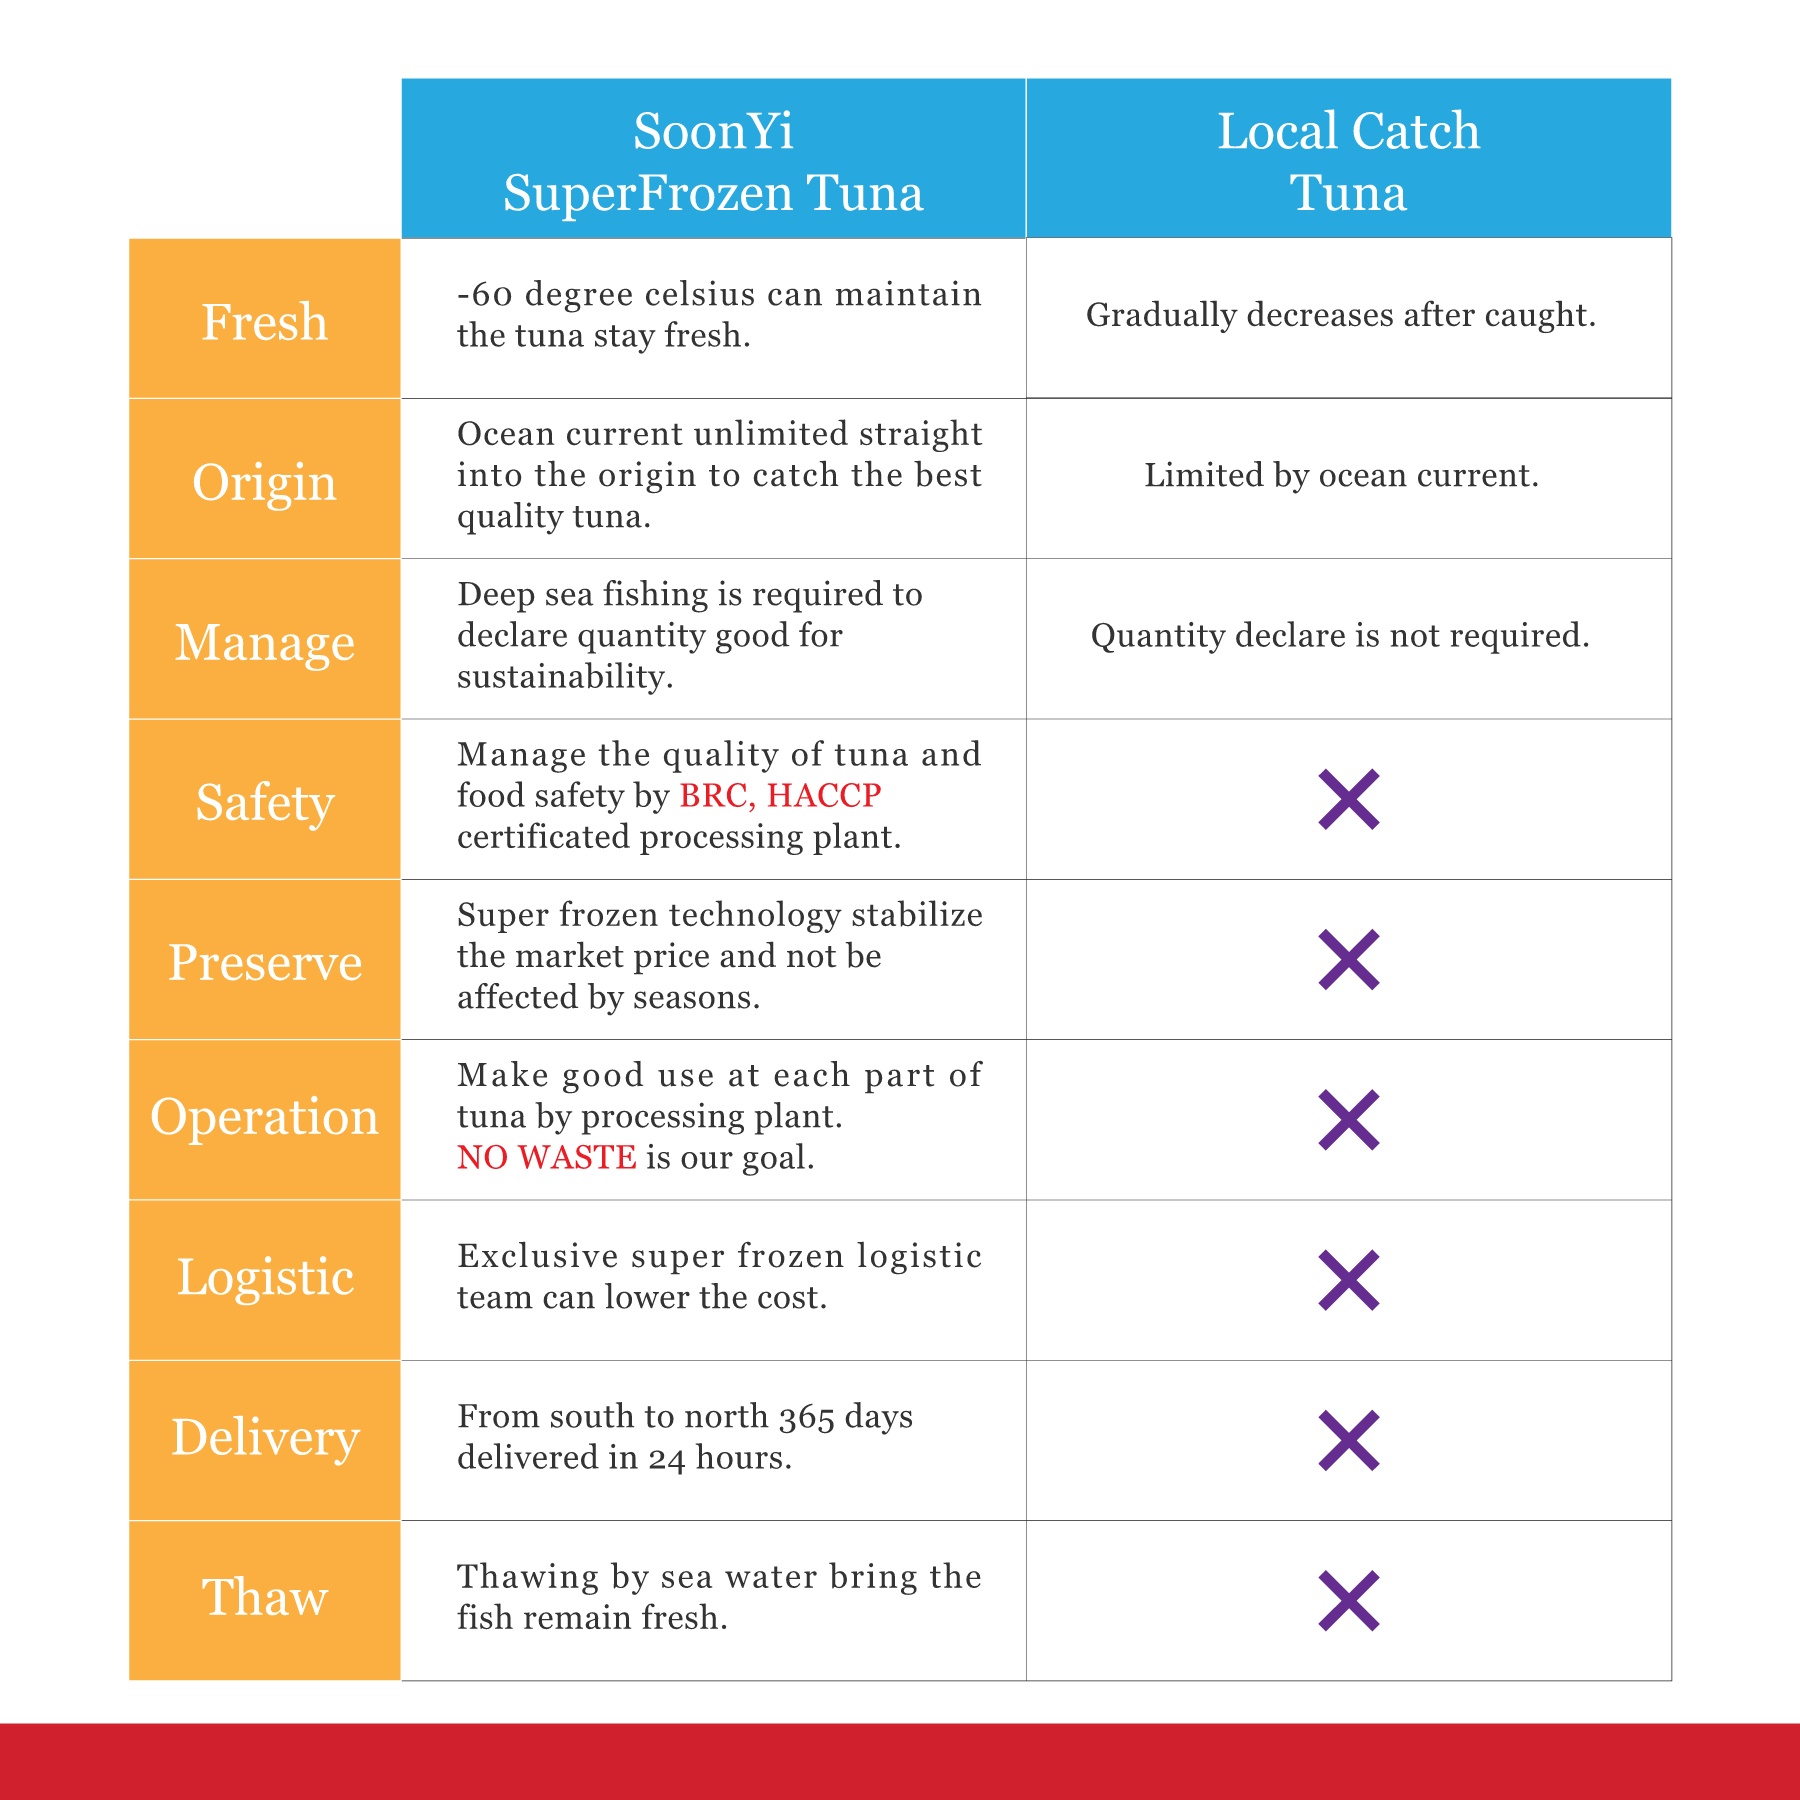 SoonYi
SuperFrozen Tuna
Local Catch
Tuna
Fresh
-60 degree celsius can maintain
the tuna stay fresh.
Gradually decreases after caught.
Origin
Ocean current unlimited straight
into the origin to catch the best
quality tuna.
Limited by ocean current.
Manage
Deep sea fishing is required to
declare quantity good for
sustainability.
Quantity declare is not required.
Safety
Manage the quality of tuna and
food safety by BRC, HACCP
certificated processing plant.
Preserve
Super frozen technology stabilize
the market price and not be
affected by seasons.
Operation
Make good use at each part of
tuna by processing plant.
NO WASTE is our goal.
Logistic
Exclusive super frozen logistic
team can lower the cost.
Delivery
From south to north 365 days
delivered in 24 hours.
Thaw
Thawing by sea water bring the
fish remain fresh.